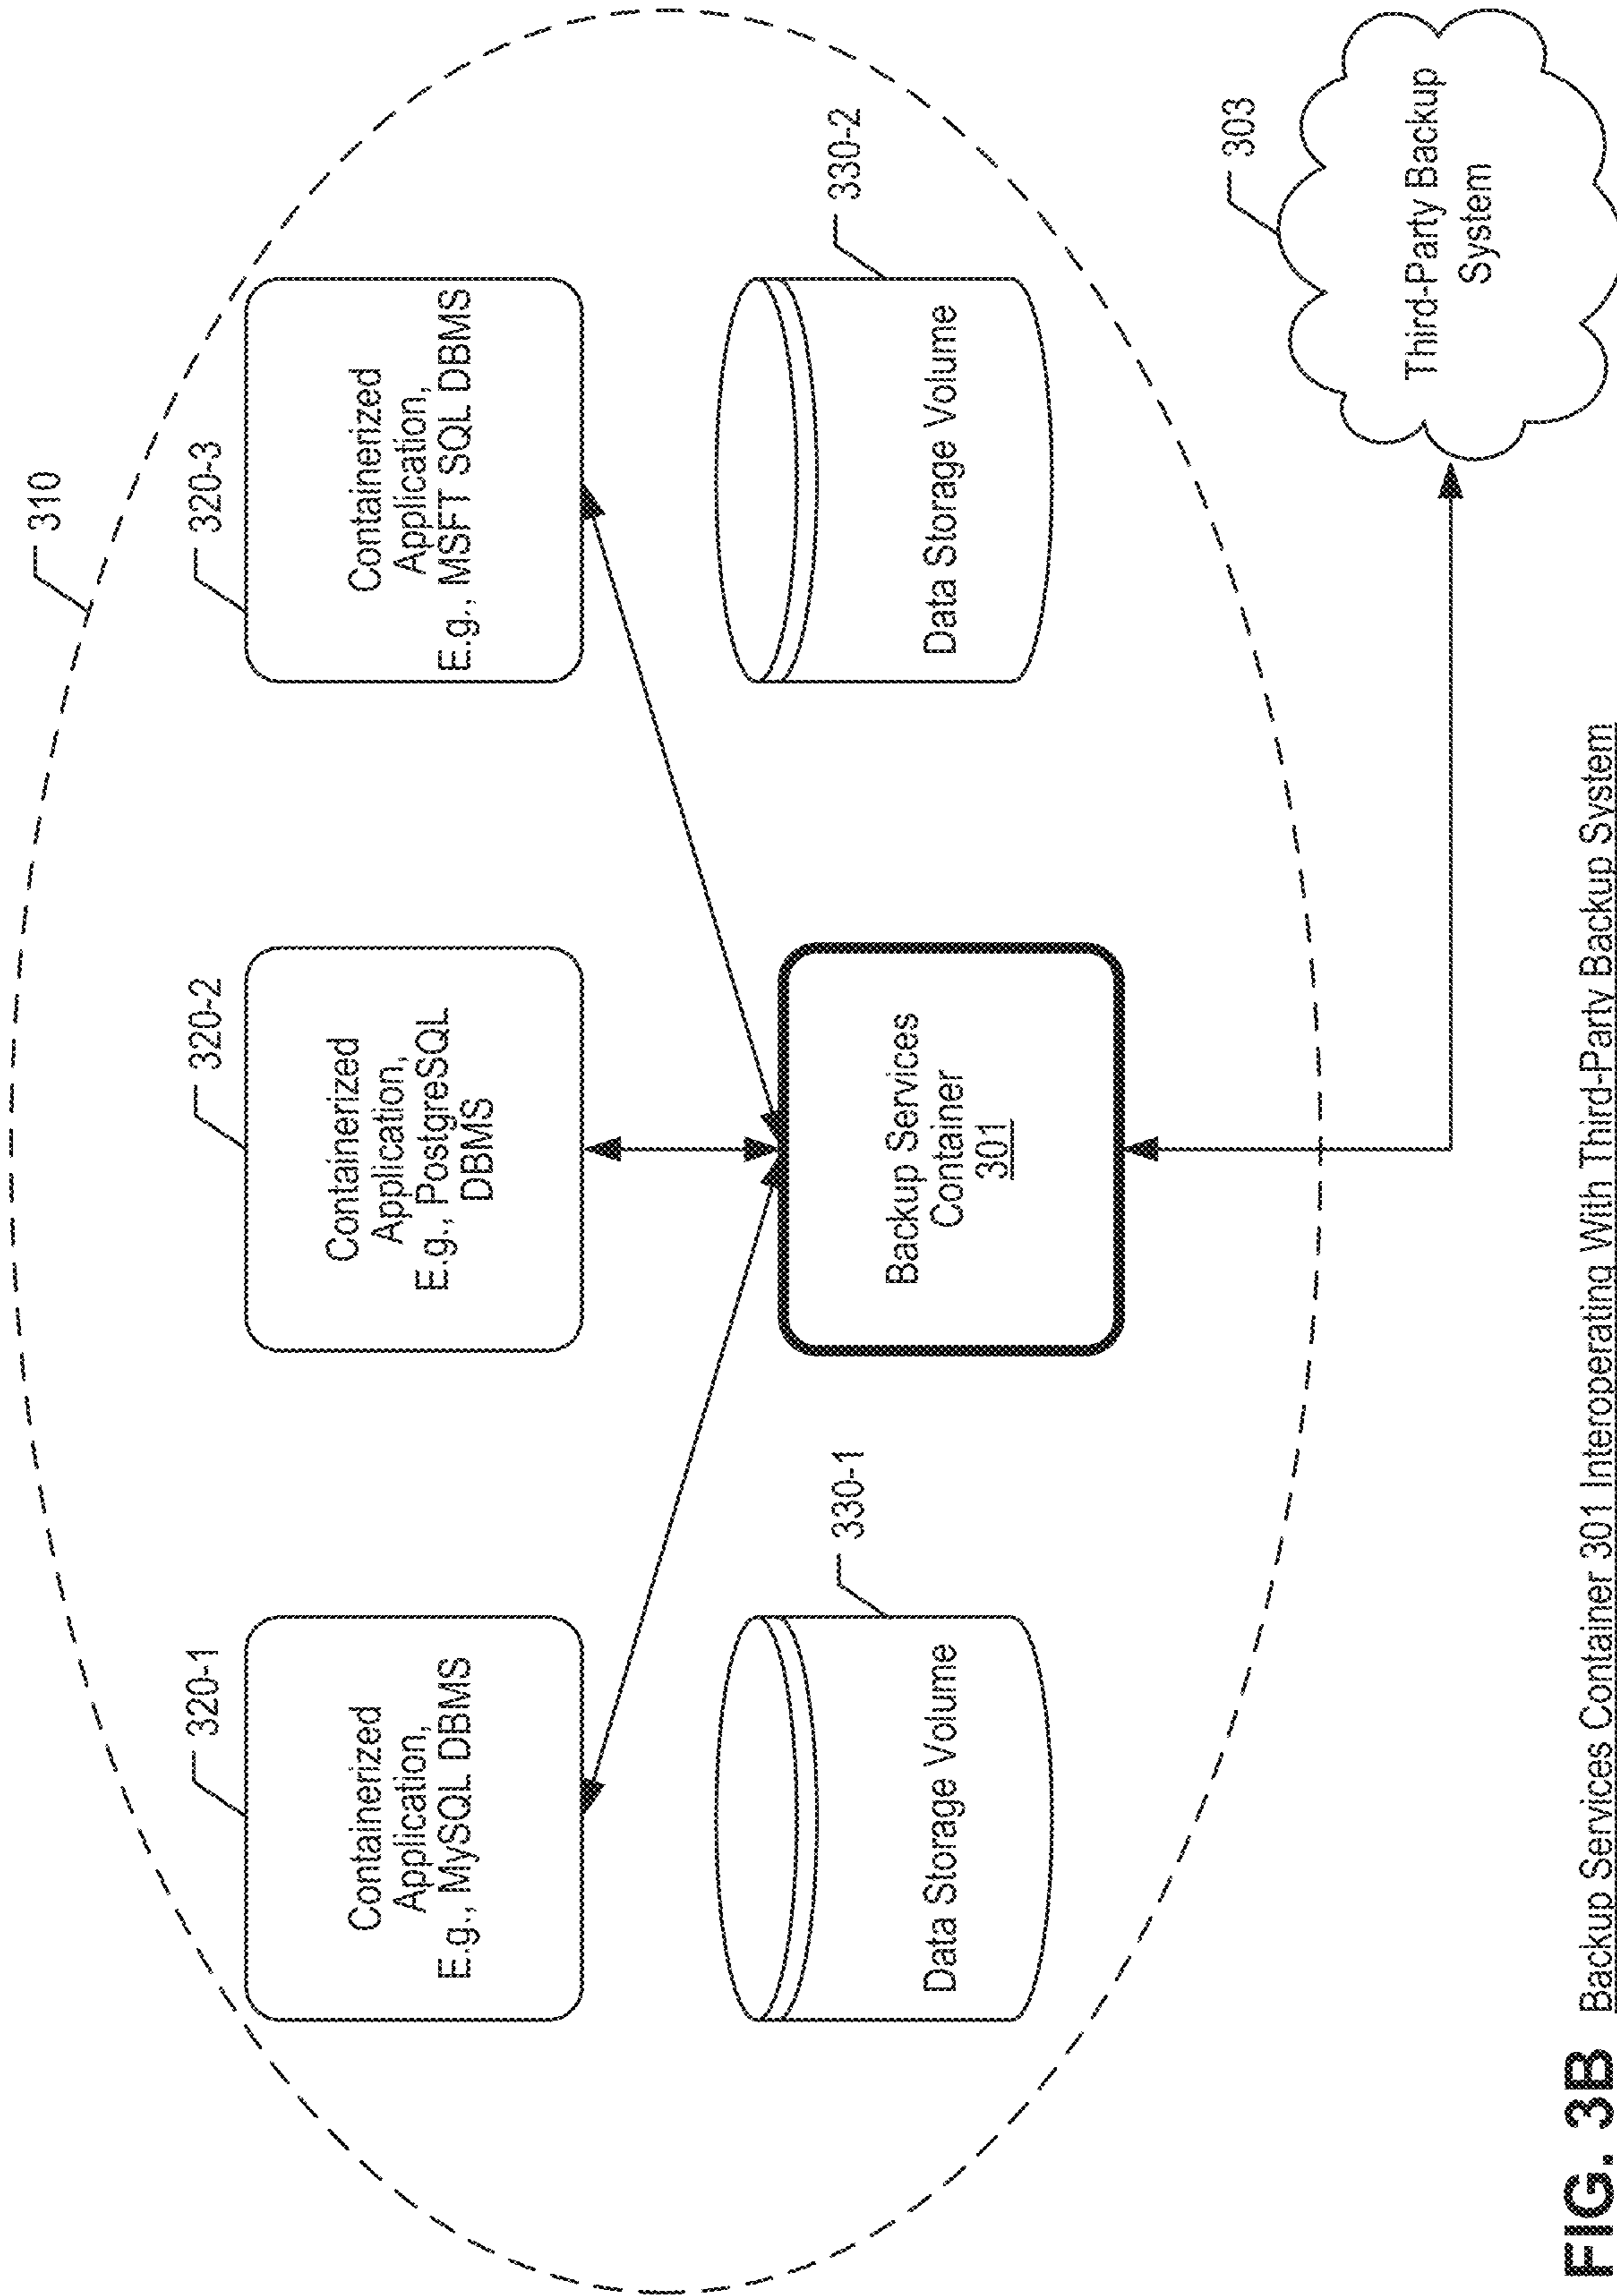 310
320-1
Containerized
Application,
E.g., MySQL DBMS
320-2
Containerized
Application,
E.g., PostgreSQL
DBMS
320-3
Containerized
Application,
E.g., MSFT SQL DBMS
330-1
Data Storage Volume
Backup Services
Container
301
330-2
Data Storage Volume
303
Third-Party Backup
System
FIG. 3B Backup Services Container 301 Interoperating With Third-Party Backup System